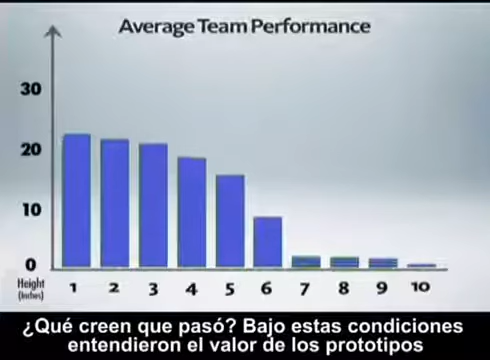 Average Team Performance
30
20
10
0
Height
(Inches)
1 2 3 4 5 6 7 8 9 10
¿Qué creen que pasó? Bajo estas condiciones
entendieron el valor de los prototipos